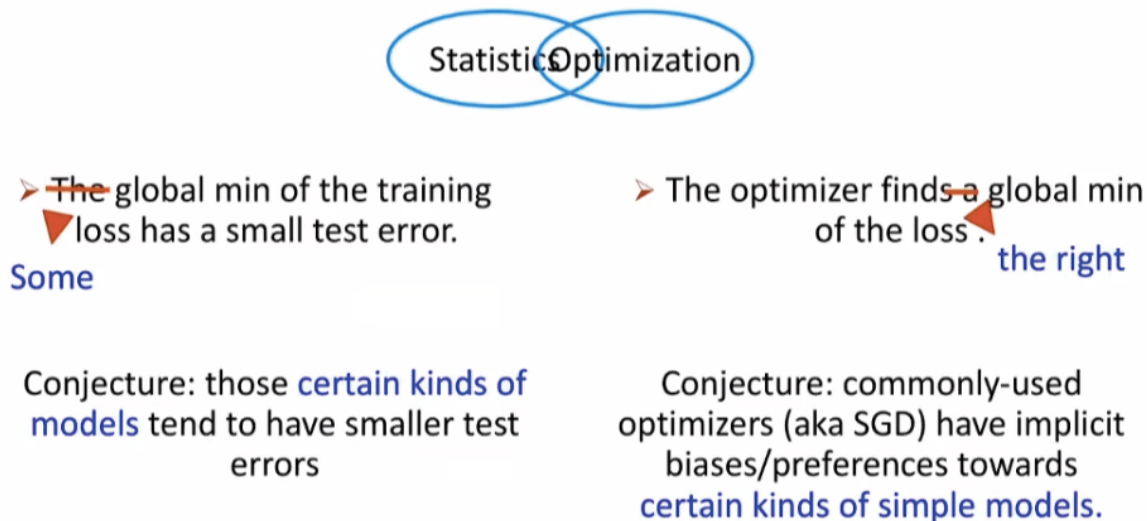 Statistics Optimization
➢ The global min of the training
loss has a small test error.
Some
➢ The optimizer finds a global min
of the loss .
the right
Conjecture: those certain kinds of
models tend to have smaller test
errors
Conjecture: commonly-used
optimizers (aka SGD) have implicit
biases/preferences towards
certain kinds of simple models.